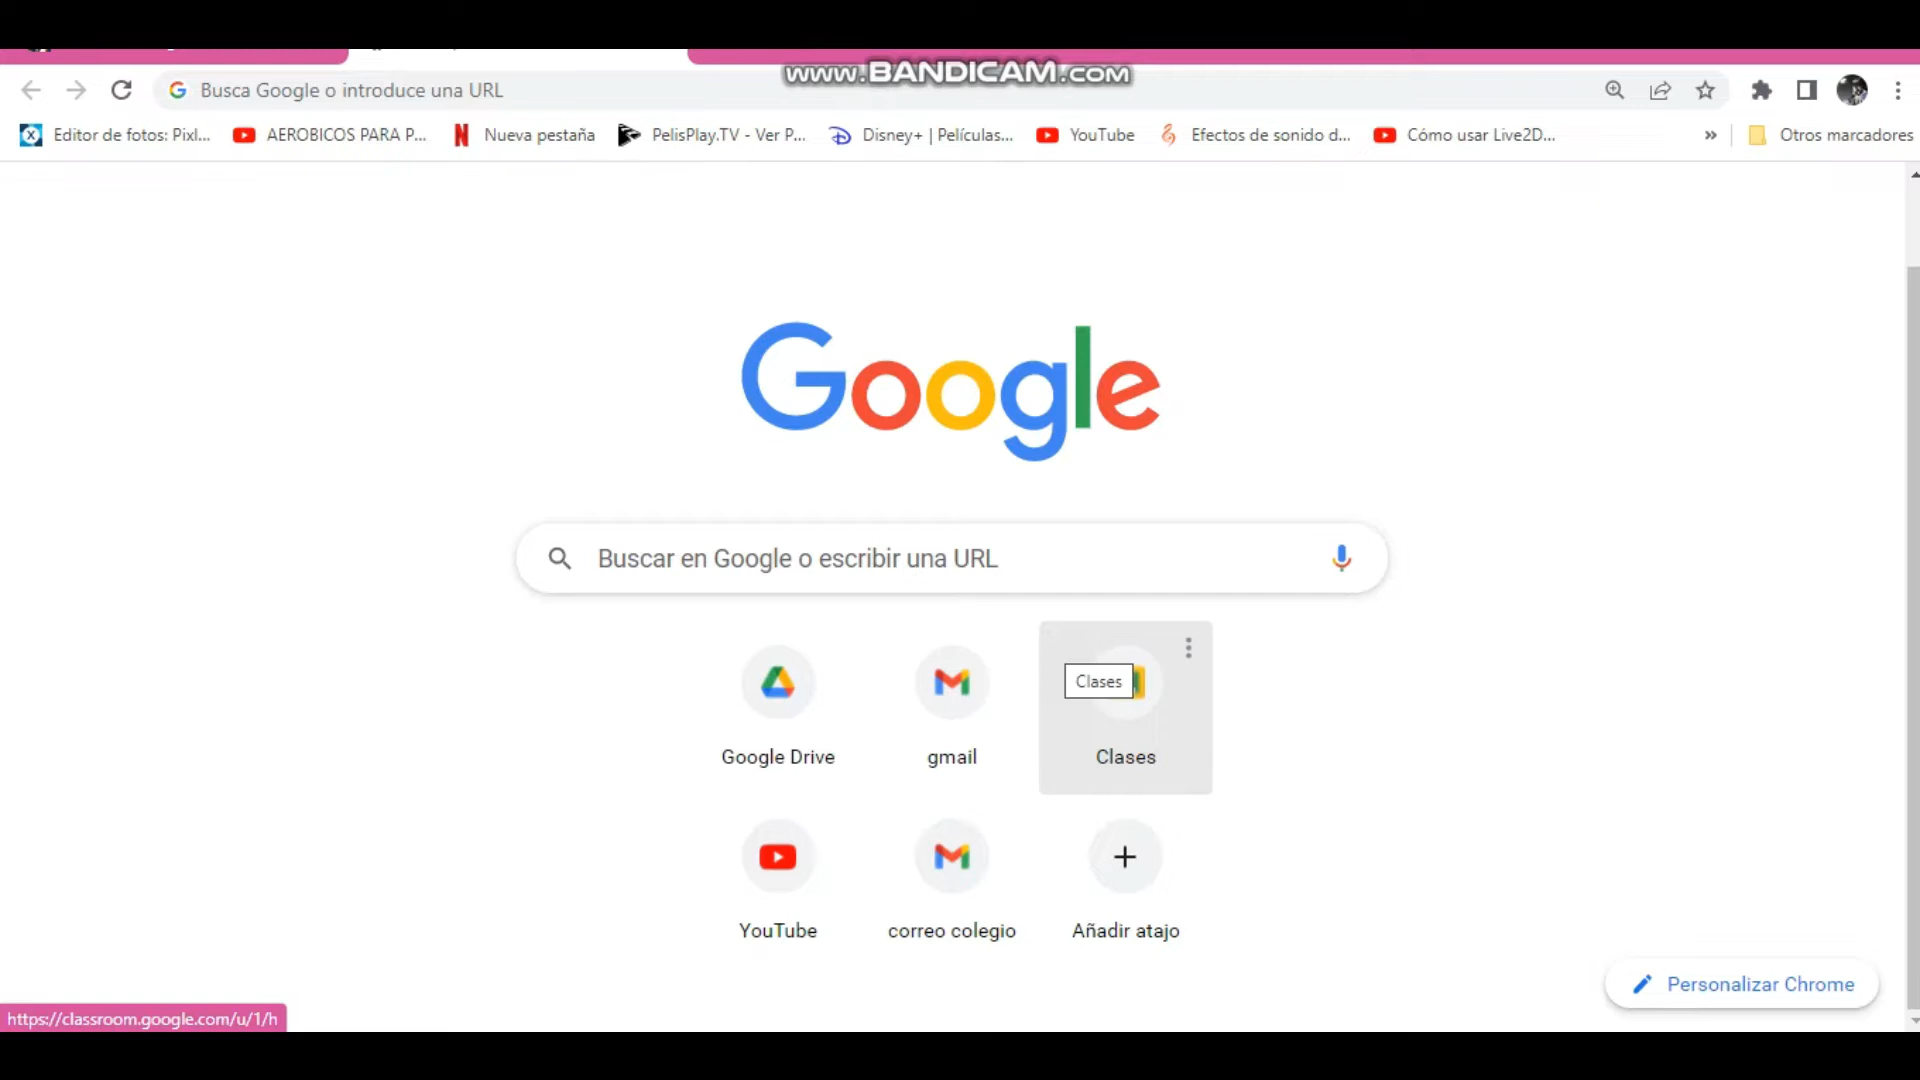 www.BANDICAM.com
Busca Google o introduce una URL
Editor de fotos: Pixl...
AEROBICOS PARA P...
Nueva pestaña
PelisPlay.TV - Ver P...
Disney+ | Películas...
YouTube
Efectos de sonido d...
Cómo usar Live2D...
»
Otros marcadores
Google
Buscar en Google o escribir una URL
Clases
Google Drive
gmail
Clases
YouTube
correo colegio
Añadir atajo
Personalizar Chrome
https://classroom.google.com/u/1/h